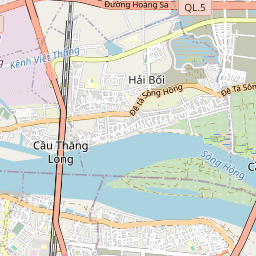 Đường Hoàng Sa
QL.5
Kênh Việt Thắng
Hải Bối
Đê tả Sông Hồng
Đê Tả Sôn
Cầu Thăng
Long
Sông Hồng